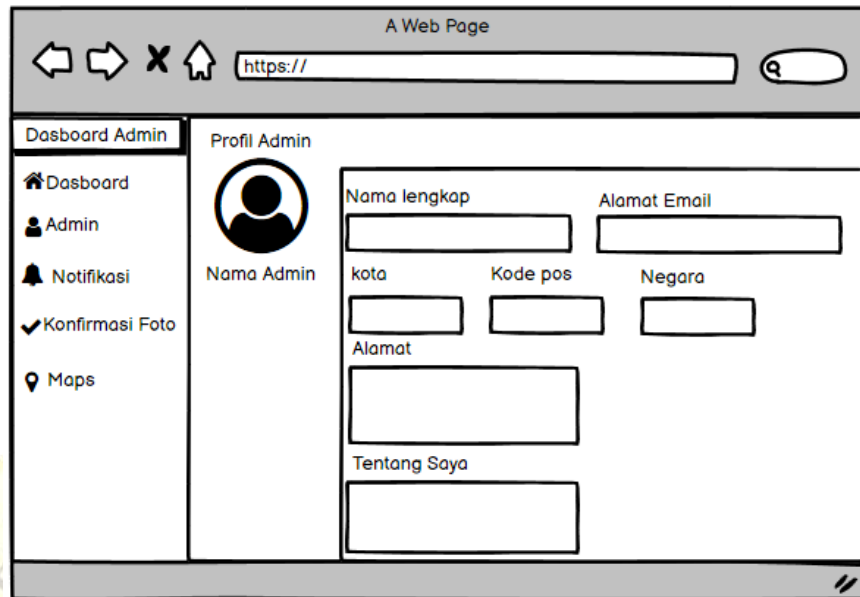 A Web Page
https://
Dasboard Admin
Dasboard
Admin
Notifikasi
Konfirmasi Foto
Maps
Profil Admin
Nama Admin
Nama lengkap
Alamat Email
kota
Kode pos
Negara
Alamat
Tentang Saya